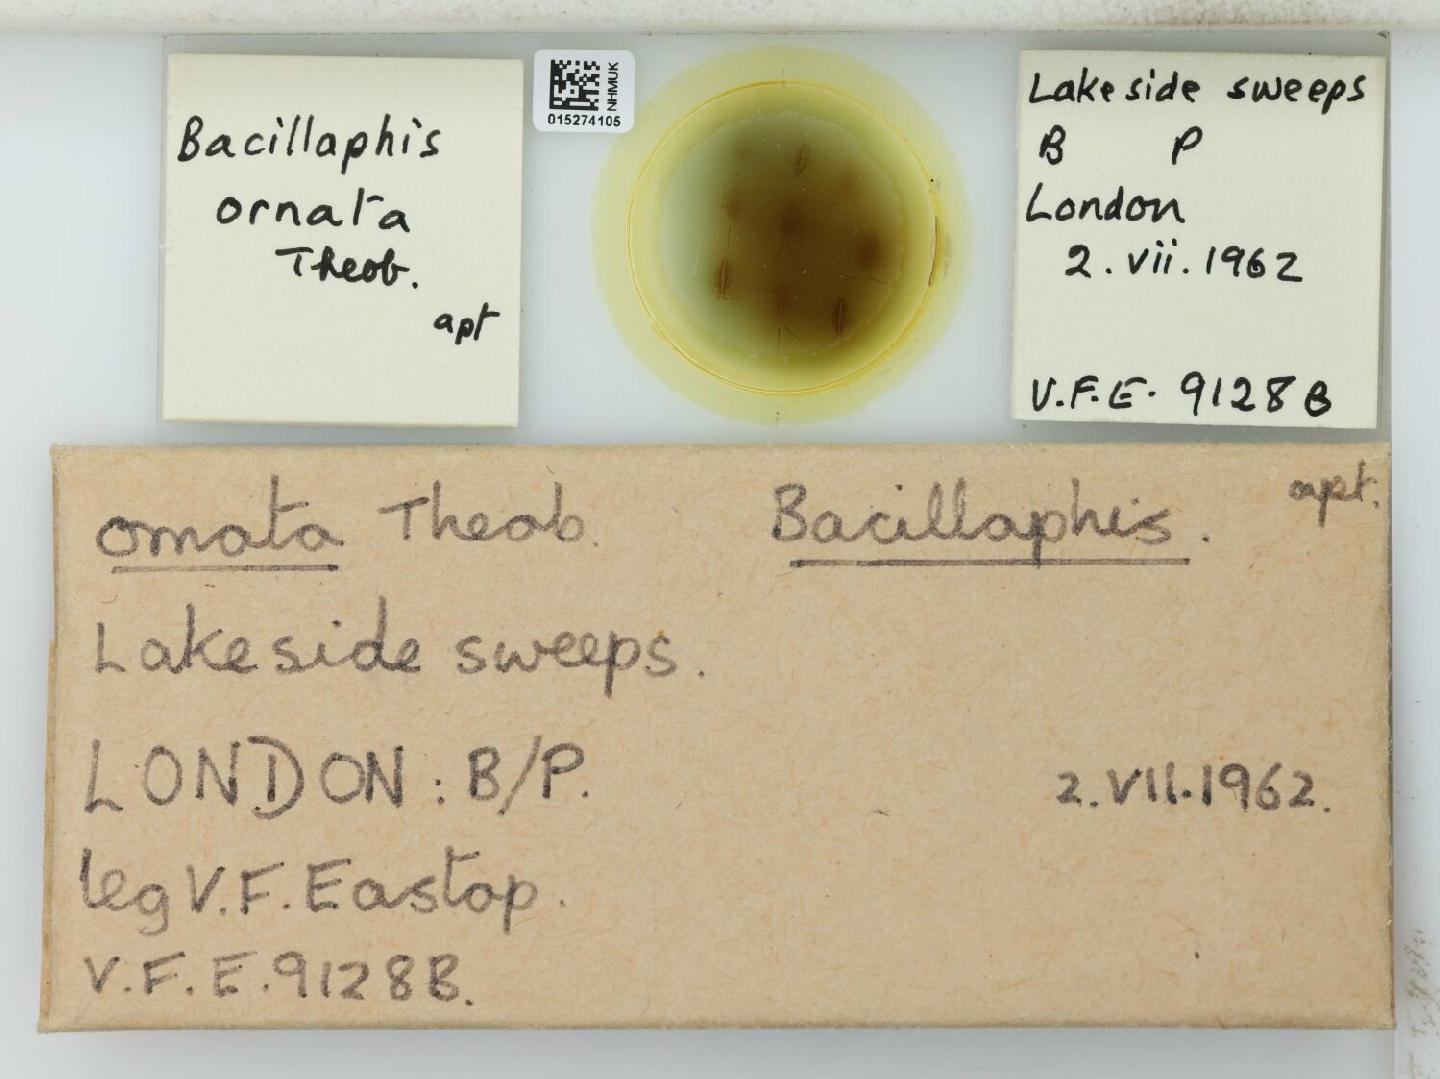 Bacillaphis
ornata
Theob.
apt
NHMUK
015274105
Lakeside sweeps
B P
London
2.vii.1962
V.F.E. 9128B
ornata Theob. Bacillaphis. apt.
Lakeside sweeps.
LONDON: B/P. 2.VII.1962.
leg V.F.Eastop.
V.F.E.9128B.